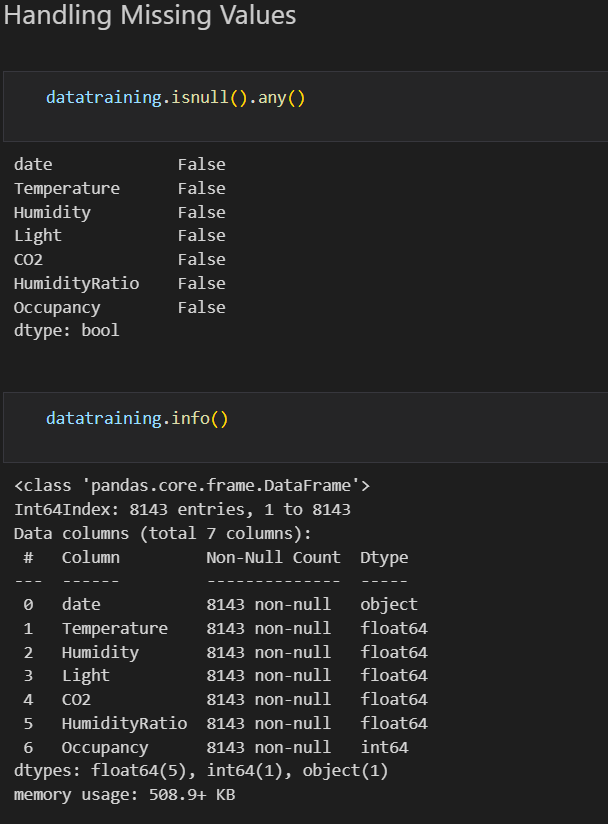 Handling Missing Values
datatraining.isnull().any()
date             False
Temperature      False
Humidity         False
Light            False
CO2              False
HumidityRatio    False
Occupancy        False
dtype: bool
datatraining.info()
<class 'pandas.core.frame.DataFrame'>
Int64Index: 8143 entries, 1 to 8143
Data columns (total 7 columns):
 #   Column         Non-Null Count  Dtype
---  ------         --------------  -----
 0   date           8143 non-null   object
 1   Temperature    8143 non-null   float64
 2   Humidity       8143 non-null   float64
 3   Light          8143 non-null   float64
 4   CO2            8143 non-null   float64
 5   HumidityRatio  8143 non-null   float64
 6   Occupancy      8143 non-null   int64
dtypes: float64(5), int64(1), object(1)
memory usage: 508.9+ KB